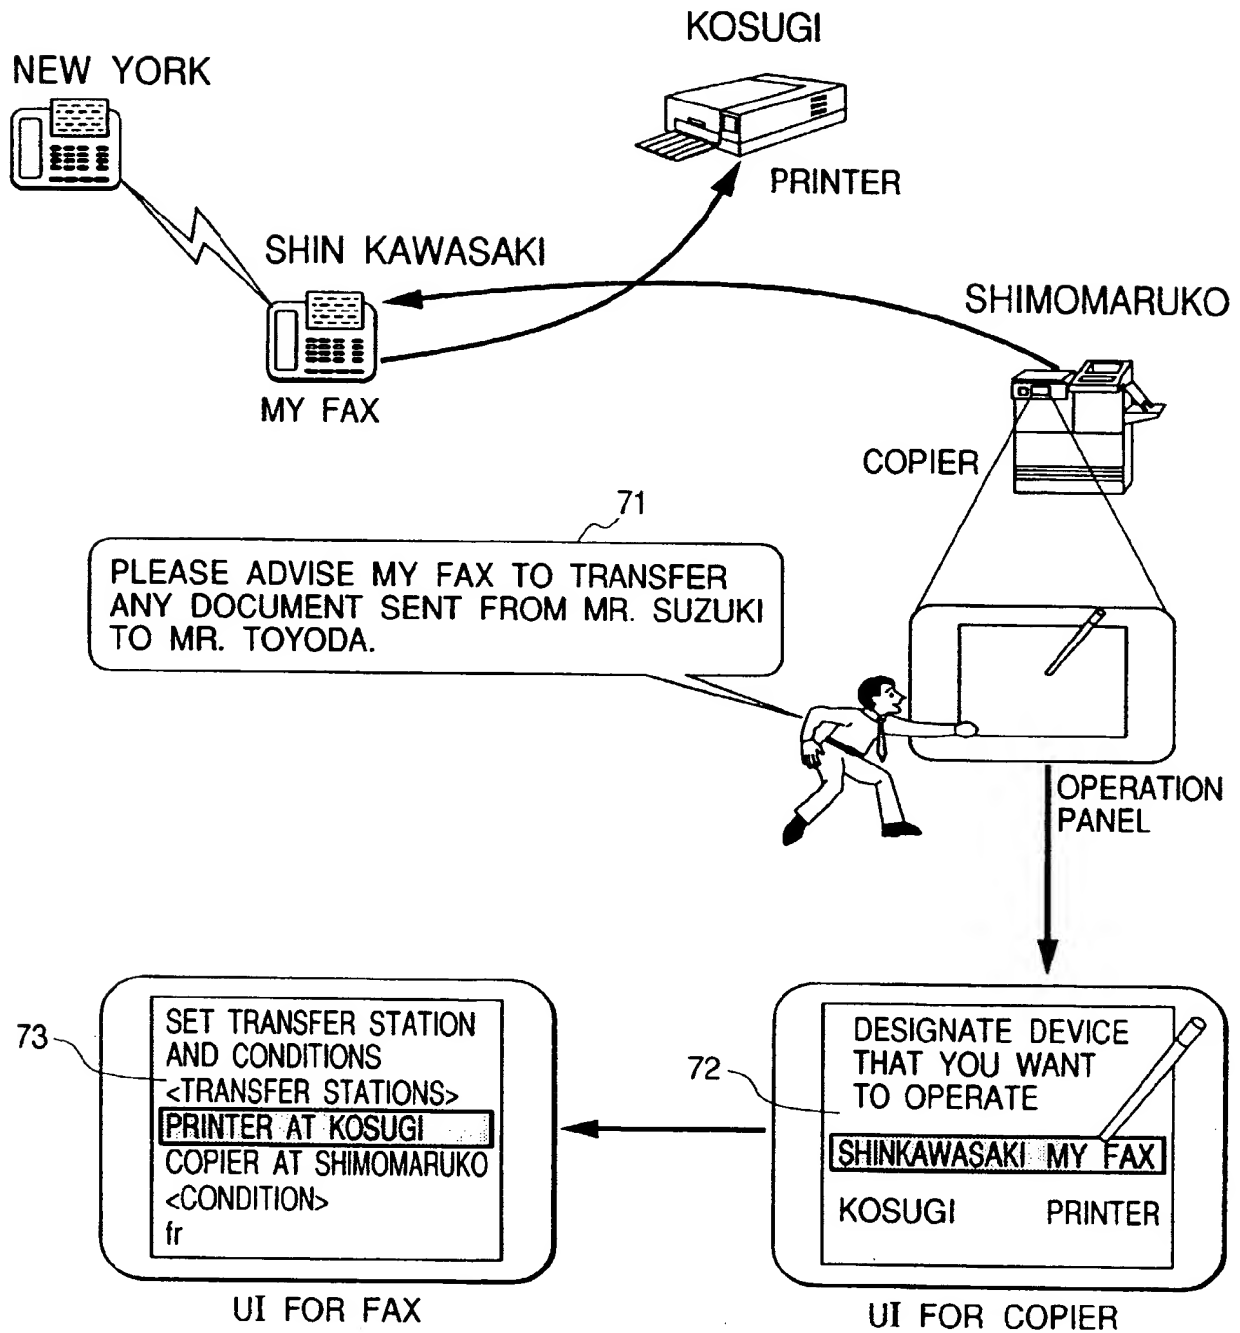 KOSUGI
NEW YORK
PRINTER
SHIN KAWASAKI
SHIMOMARUKO
MY FAX
COPIER
71
PLEASE ADVISE MY FAX TO TRANSFER
ANY DOCUMENT SENT FROM MR. SUZUKI
TO MR. TOYODA.
OPERATION
PANEL
73
SET TRANSFER STATION
AND CONDITIONS
<TRANSFER STATIONS>
PRINTER AT KOSUGI
COPIER AT SHIMOMARUKO
<CONDITION>
fr
UI FOR FAX
72
DESIGNATE DEVICE
THAT YOU WANT
TO OPERATE
SHINKAWASAKI MY FAX
KOSUGI PRINTER
UI FOR COPIER